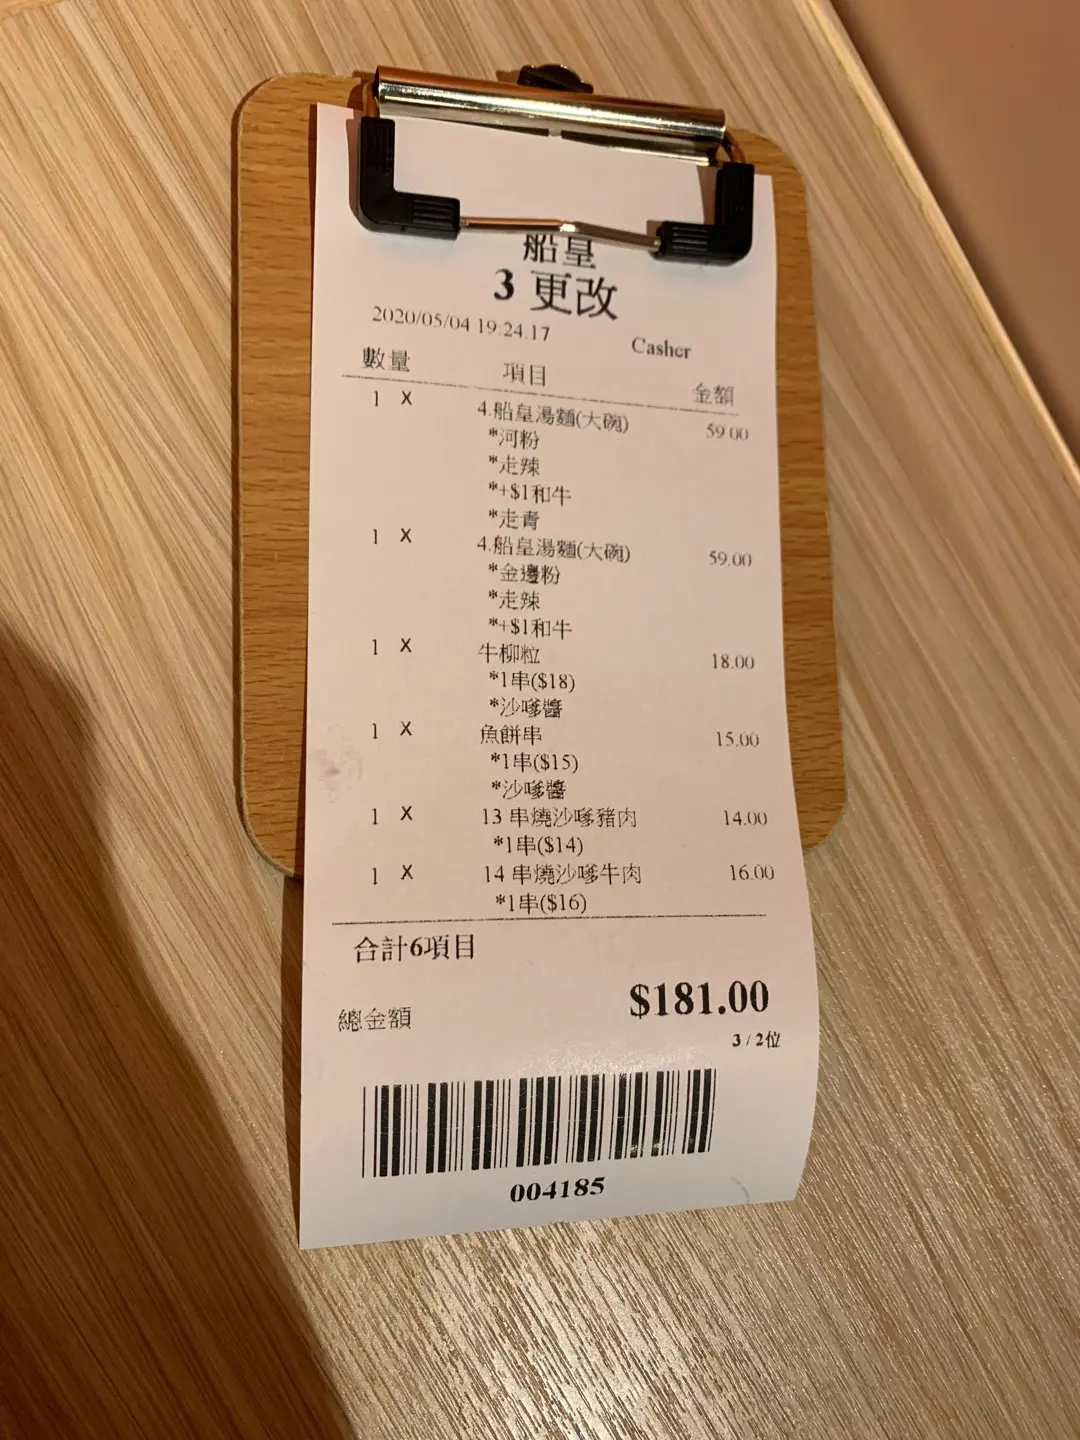 船皇
3 更改
2020/05/04 19:24:17 Casher
數量 項目 金額
1 X 4.船皇湯麵(大碗) 59.00
*河粉
*走辣
*+$1和牛
*走青
1 X 4.船皇湯麵(大碗) 59.00
*金邊粉
*走辣
*+$1和牛
1 X 牛柳粒 18.00
*1串($18)
*沙嗲醬
1 X 魚餅串 15.00
*1串($15)
*沙嗲醬
1 X 13 串燒沙嗲豬肉 14.00
*1串($14)
1 X 14 串燒沙嗲牛肉 16.00
*1串($16)
合計6項目
總金額 $181.00
3 / 2位
004185